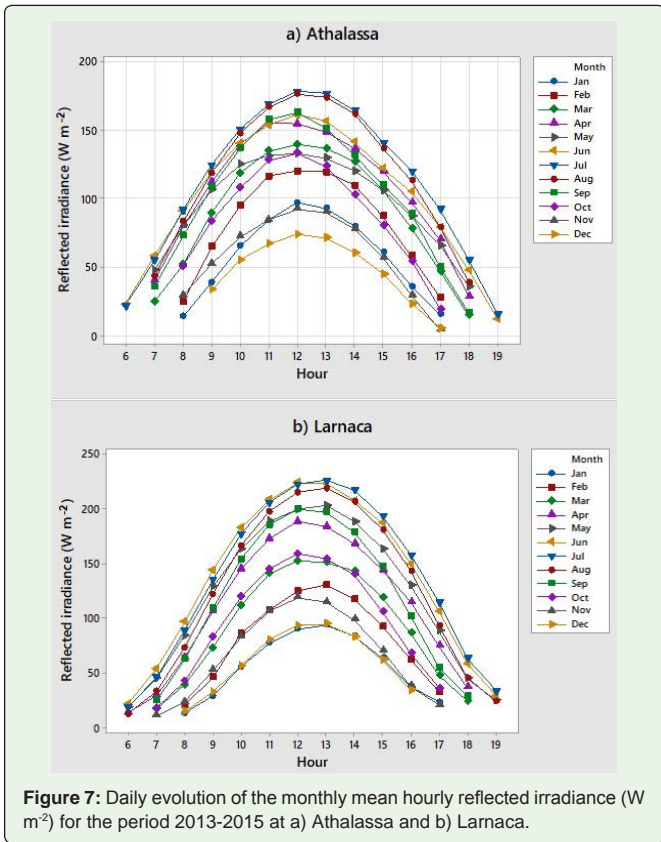 a) Athalassa
200
150
100
50
0
Reflected irradiance (W m⁻²)
6 7 8 9 10 11 12 13 14 15 16 17 18 19
Hour
Month
Jan
Feb
Mar
Apr
May
Jun
Jul
Aug
Sep
Oct
Nov
Dec
b) Larnaca
250
200
150
100
50
0
Reflected irradiance (W m⁻²)
6 7 8 9 10 11 12 13 14 15 16 17 18 19
Hour
Month
Jan
Feb
Mar
Apr
May
Jun
Jul
Aug
Sep
Oct
Nov
Dec
Figure 7: Daily evolution of the monthly mean hourly reflected irradiance (W
m⁻²) for the period 2013-2015 at a) Athalassa and b) Larnaca.